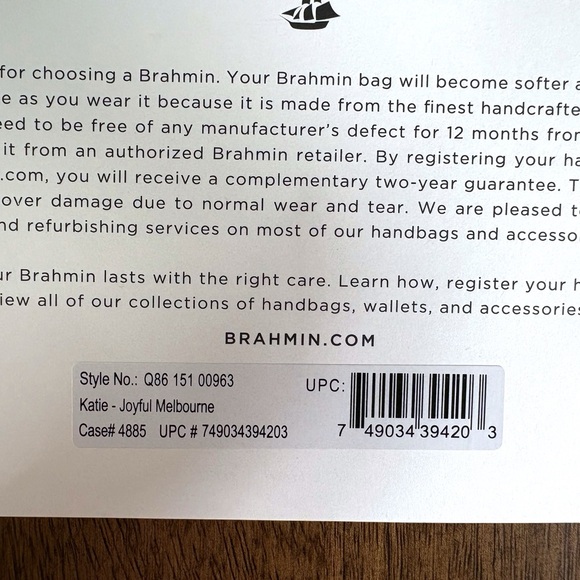 for choosing a Brahmin. Your Brahmin bag will become softer a
e as you wear it because it is made from the finest handcrafte
eed to be free of any manufacturer's defect for 12 months from
it from an authorized Brahmin retailer. By registering your ha
.com, you will receive a complementary two-year guarantee. T
over damage due to normal wear and tear. We are pleased to
nd refurbishing services on most of our handbags and accesso
ur Brahmin lasts with the right care. Learn how, register your h
iew all of our collections of handbags, wallets, and accessories
BRAHMIN.COM
Style No.: Q86 151 00963
Katie - Joyful Melbourne
Case# 4885 UPC # 749034394203
UPC:
7 49034 39420 3